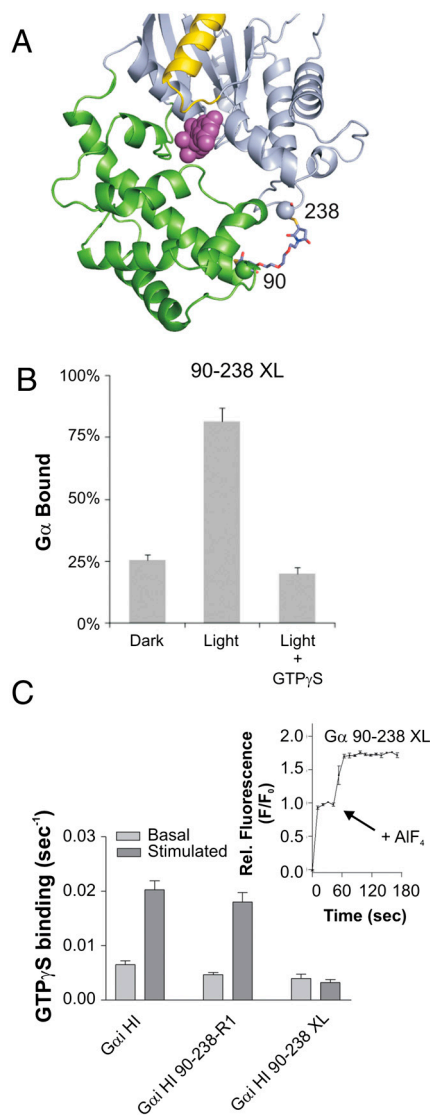 A
238
90
B
90-238 XL
100%
75%
50%
25%
0%
Gα Bound
Dark
Light
Light
+
GTPγS
C
Gα 90-238 XL
2.0
1.5
1.0
0.0
Rel. Fluorescence
(F/F0)
+ AlF4
0
60
120
180
Time (sec)
Basal
Stimulated
0.03
0.02
0.01
0.00
GTPγS binding (sec-1)
Gαi HI
Gαi HI 90-238-R1
Gαi HI 90-238 XL